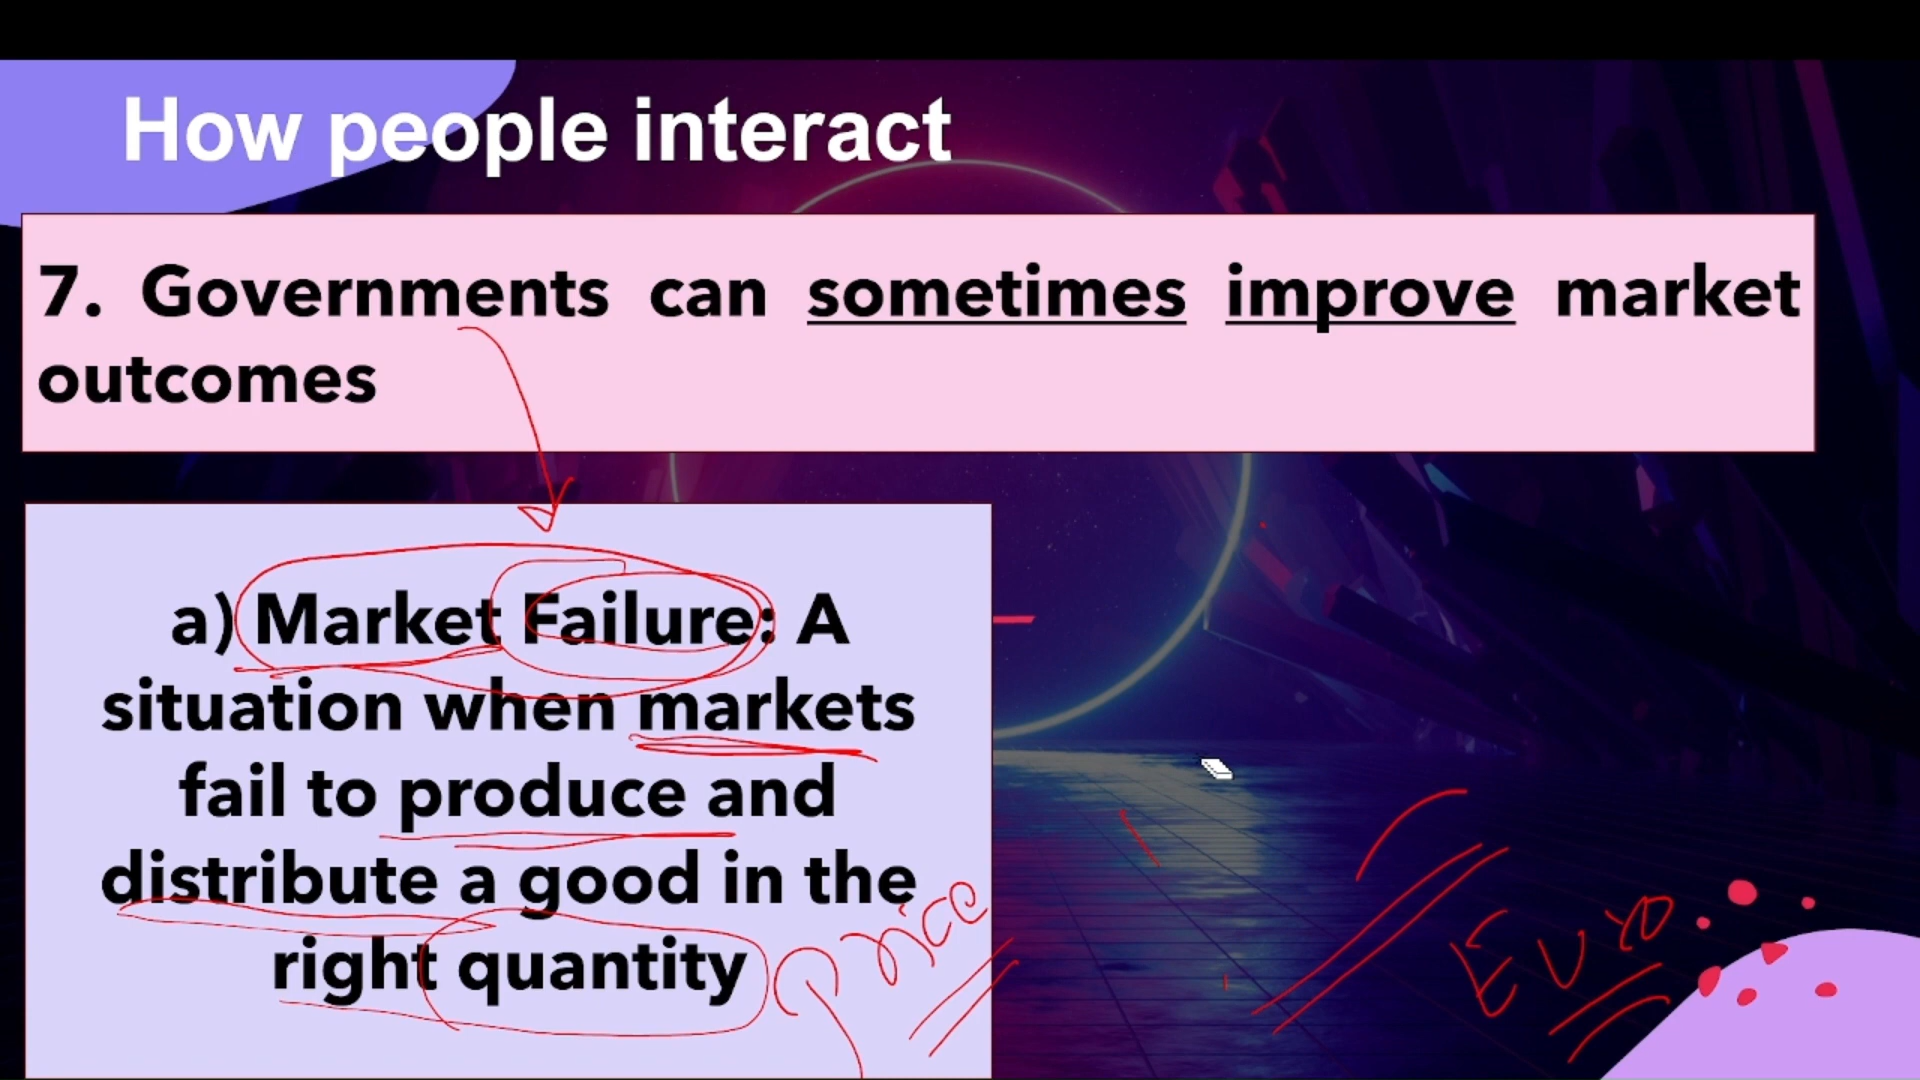 How people interact
7. Governments can sometimes improve market
outcomes
a) Market Failure: A
situation when markets
fail to produce and
distribute a good in the
right quantity
Price
Euro